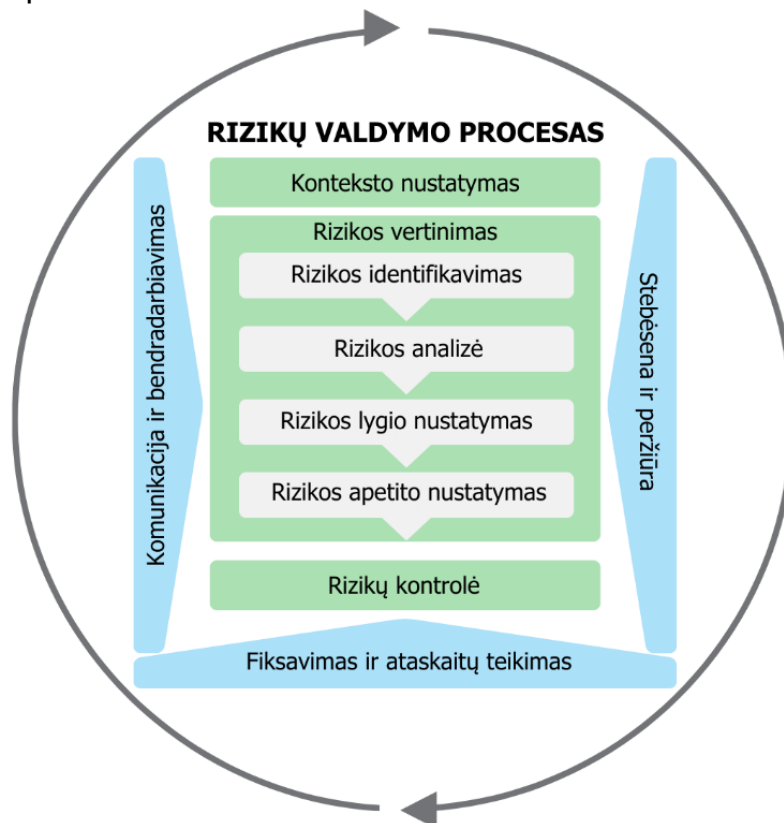 RIZIKŲ VALDYMO PROCESAS
Konteksto nustatymas
Rizikos vertinimas
Rizikos identifikavimas
Rizikos analizė
Rizikos lygio nustatymas
Rizikos apetito nustatymas
Rizikų kontrolė
Komunikacija ir bendradarbiavimas
Stebėsena ir peržiūra
Fiksavimas ir ataskaitų teikimas